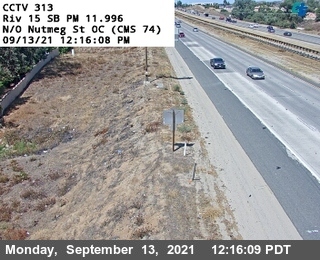 CCTV 313
Riv 15 SB PM 11.996
N/O Nutmeg St OC (CMS 74)
09/13/21 12:16:08 PM
Monday, September 13, 2021 12:16:09 PDT